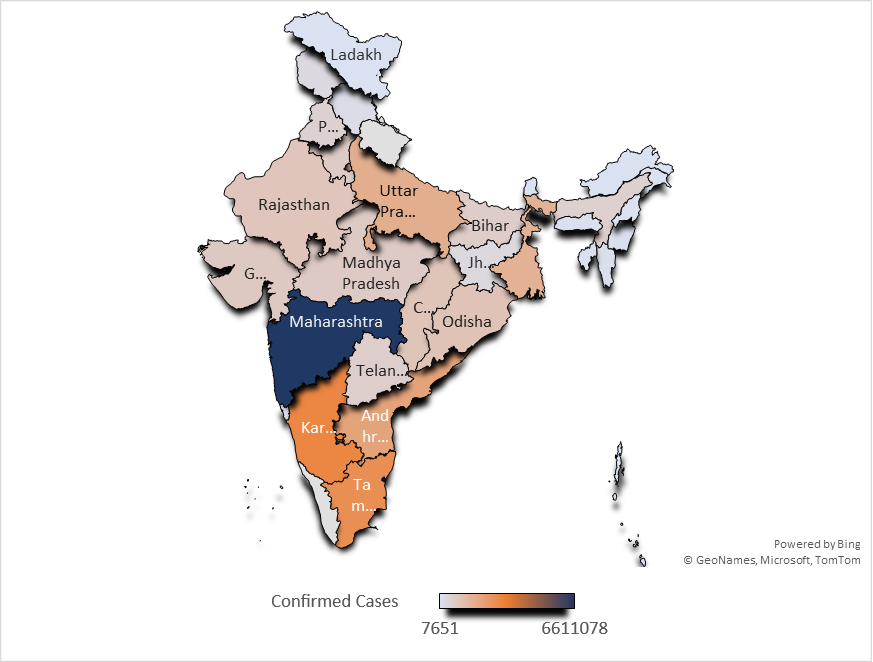 Ladakh
P...
Rajasthan
Uttar
Pra...
Bihar
G...
Madhya
Pradesh
Jh...
C...
Odisha
Maharashtra
Telan...
Kar...
And
hr...
Ta
m...
Powered by Bing
© GeoNames, Microsoft, TomTom
Confirmed Cases
7651
6611078